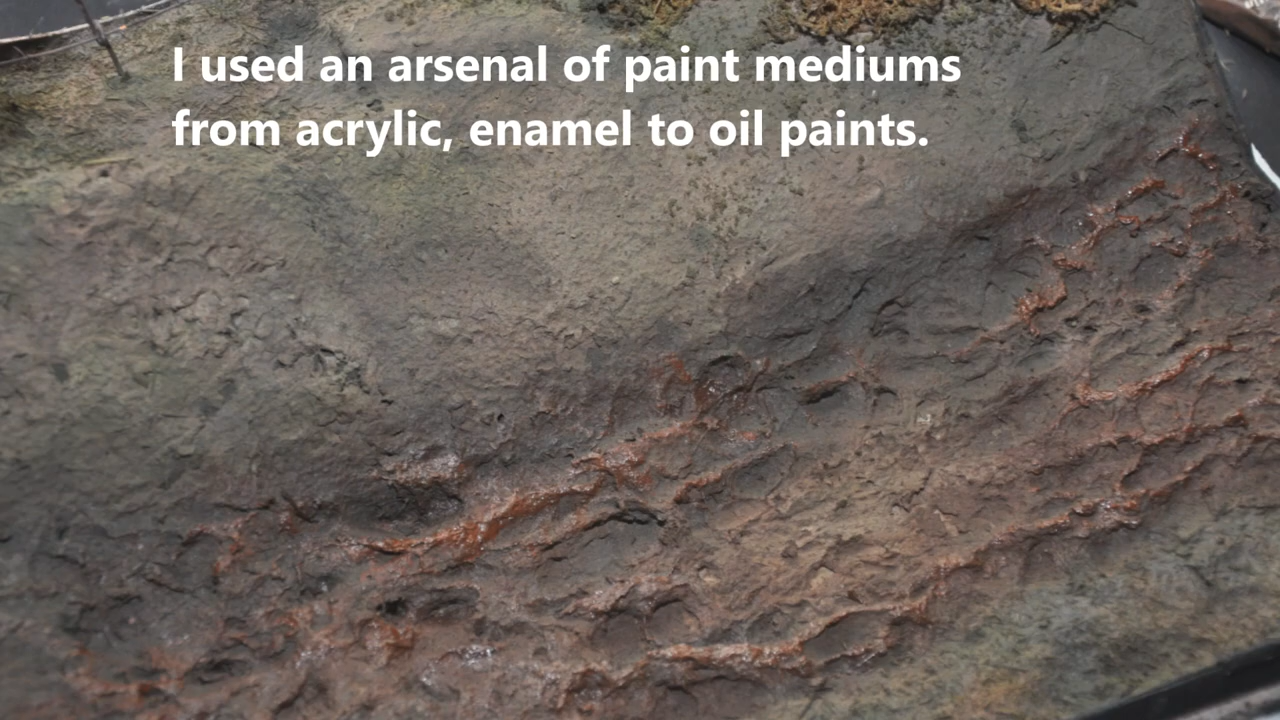 I used an arsenal of paint mediums
from acrylic, enamel to oil paints.